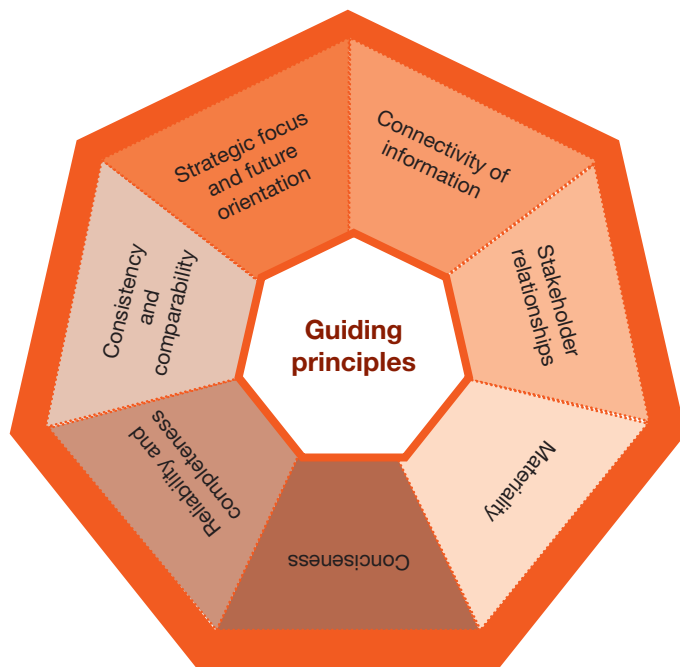 Guiding
principles
Strategic focus
and future
orientation
Connectivity of
information
Stakeholder
relationships
Materiality
Conciseness
Reliability and
completeness
Consistency
and
comparability